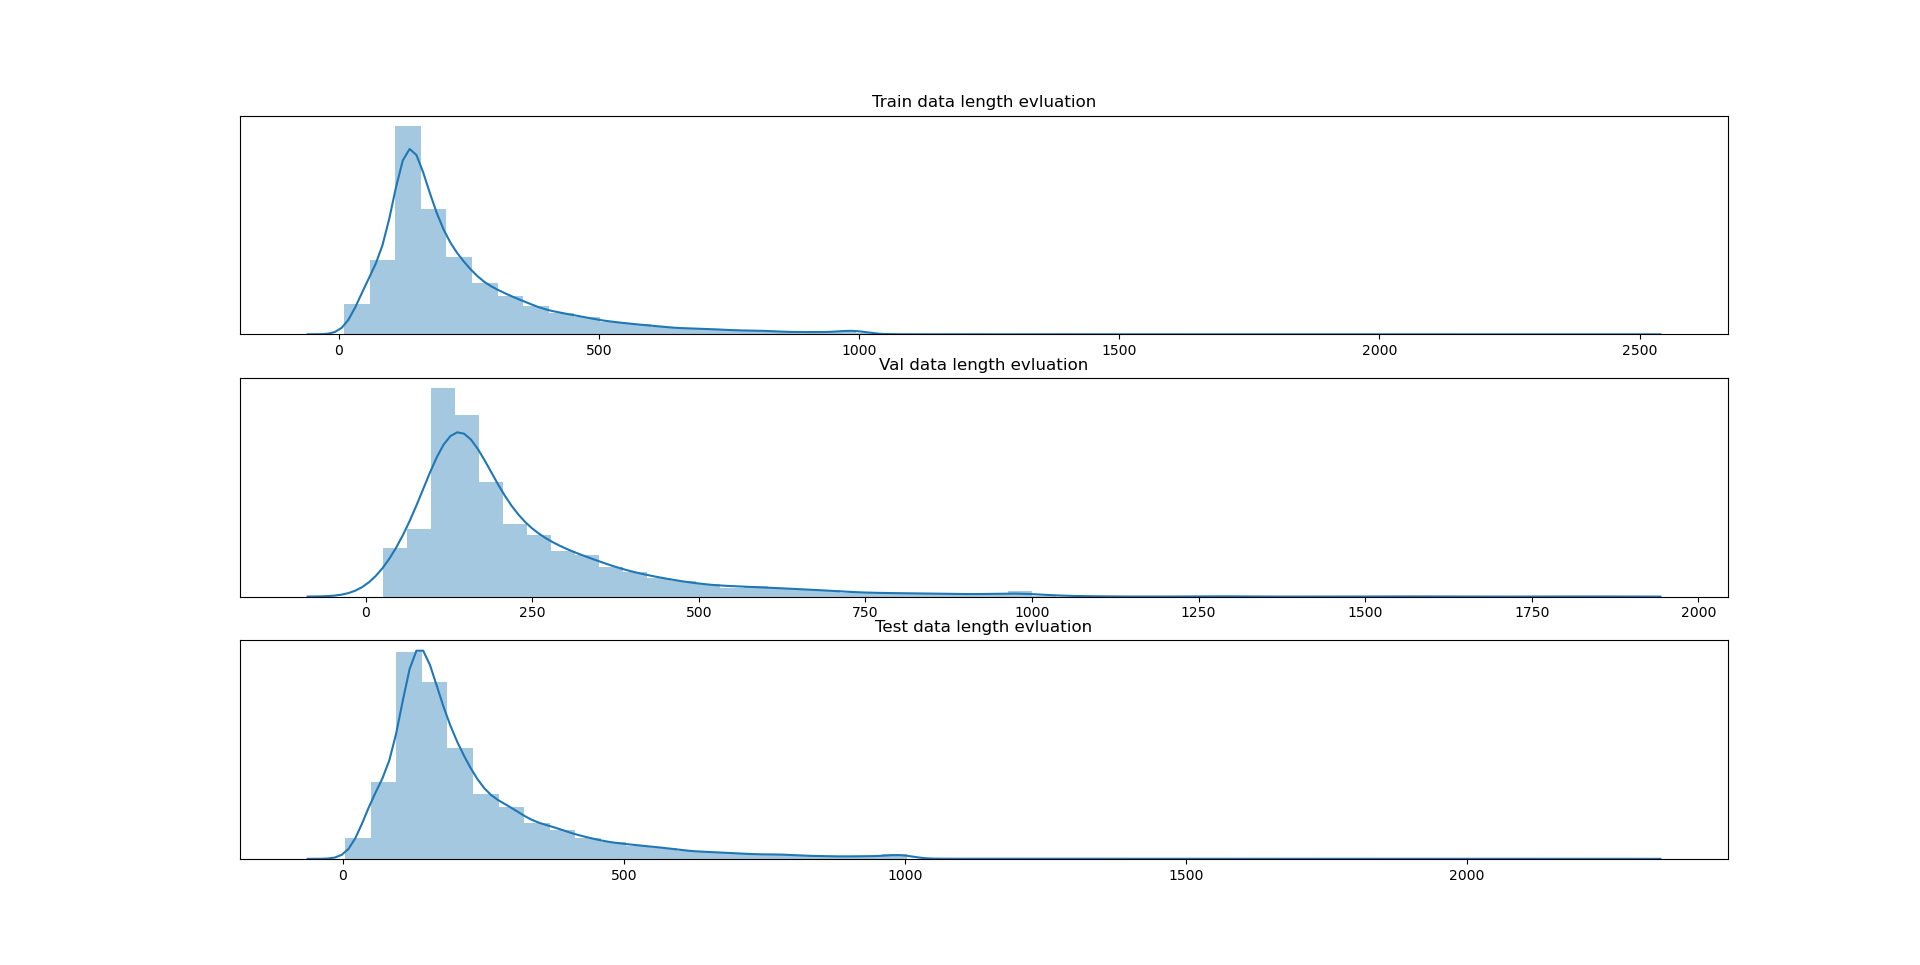 Train data length evluation
0 500 1000 1500 2000 2500
Val data length evluation
0 250 500 750 1000 1250 1500 1750 2000
Test data length evluation
0 500 1000 1500 2000